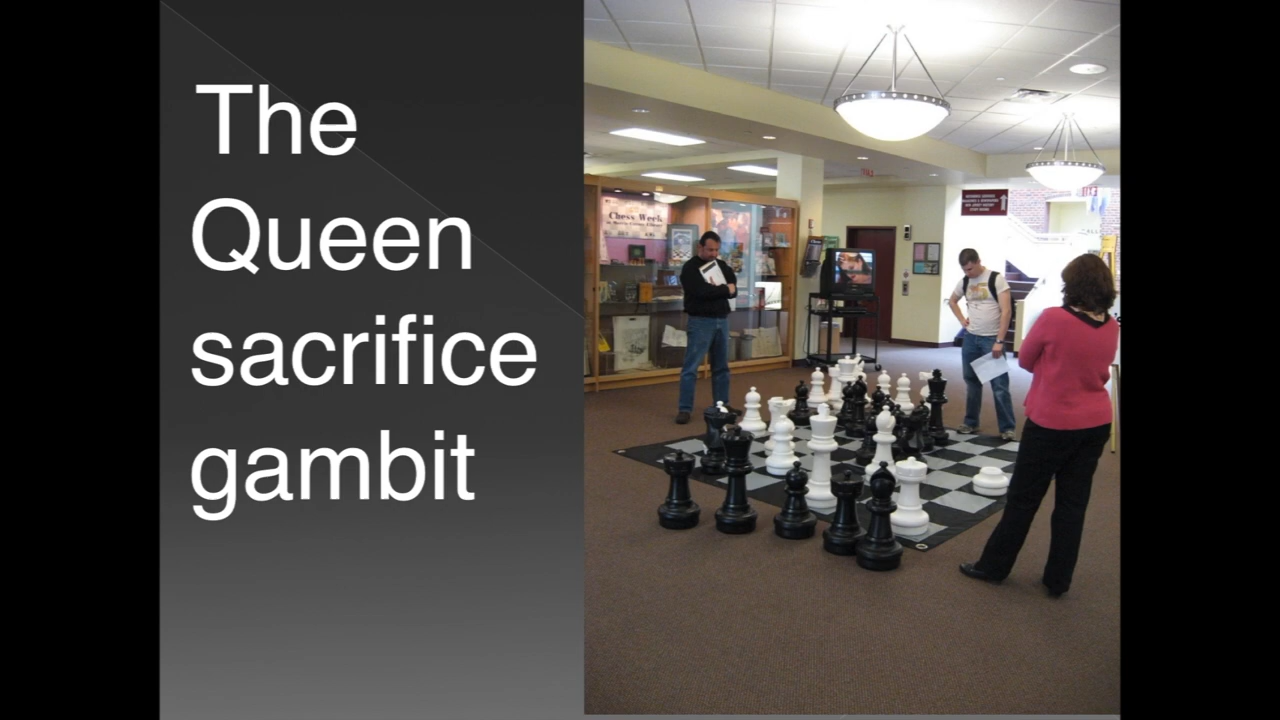 The
Queen
sacrifice
gambit
Chess Week